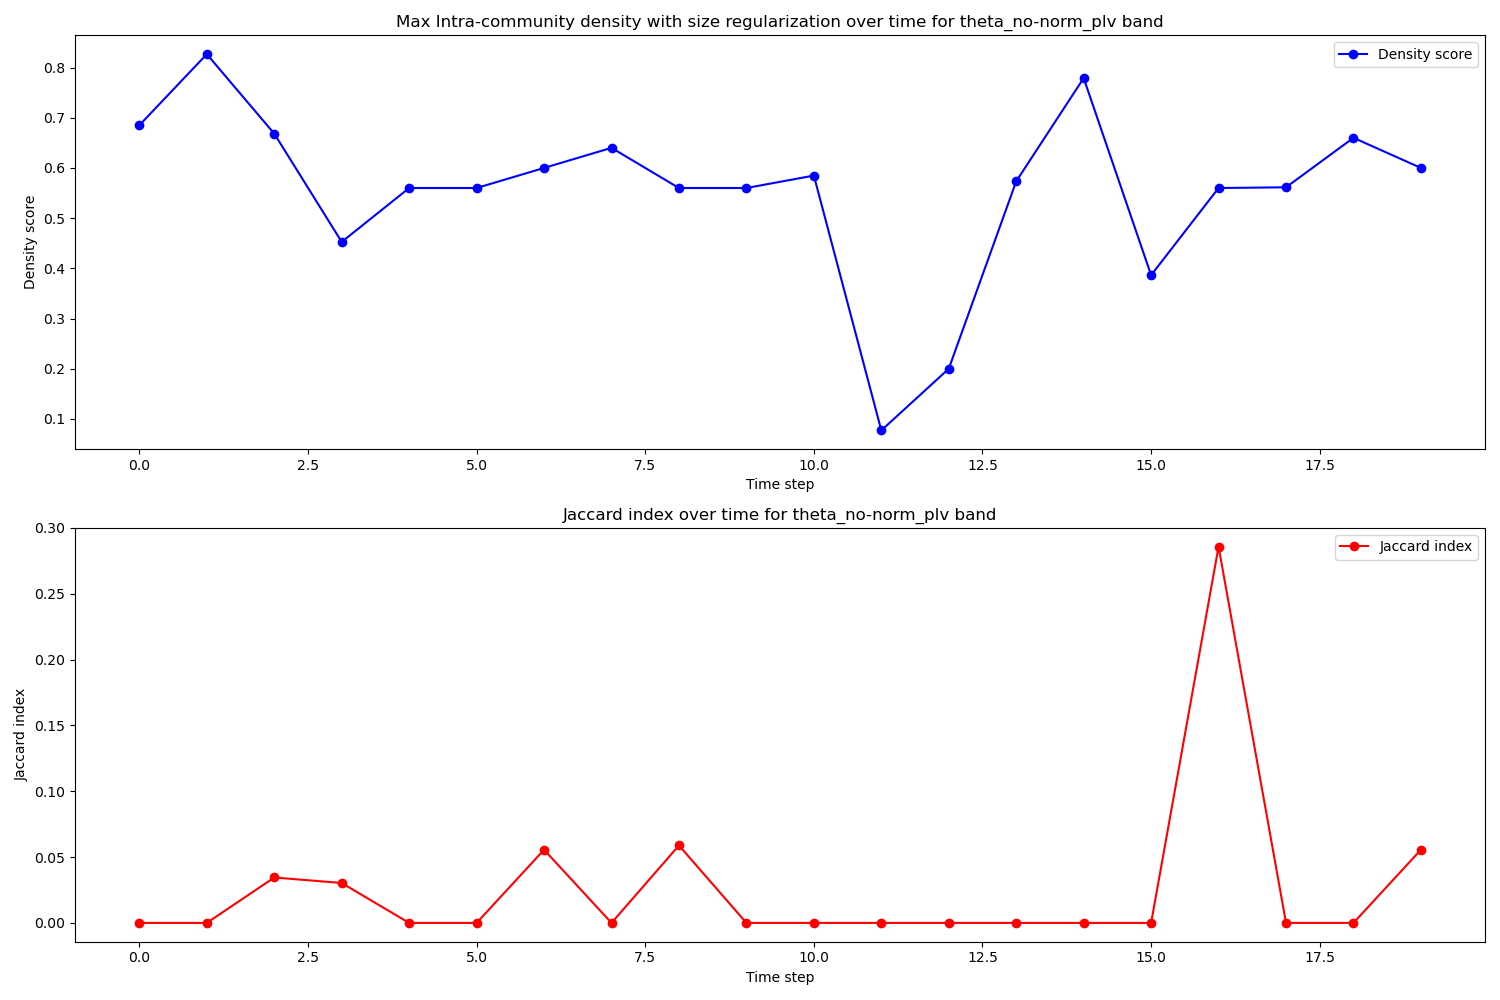 Max Intra-community density with size regularization over time for theta_no-norm_plv band
Density score
0.8
0.7
0.6
0.5
0.4
0.3
0.2
0.1
Density score
0.0 2.5 5.0 7.5 10.0 12.5 15.0 17.5
Time step
Jaccard index over time for theta_no-norm_plv band
Jaccard index
0.30
0.25
0.20
0.15
0.10
0.05
0.00
Jaccard index
0.0 2.5 5.0 7.5 10.0 12.5 15.0 17.5
Time step